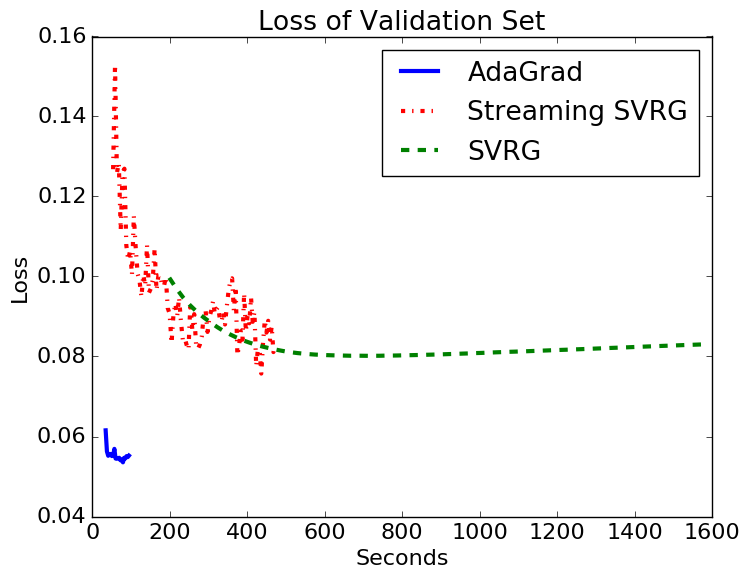 Loss of Validation Set
0.16
0.14
0.12
0.10
0.08
0.06
0.04
Loss
AdaGrad
Streaming SVRG
SVRG
0 200 400 600 800 1000 1200 1400 1600
Seconds